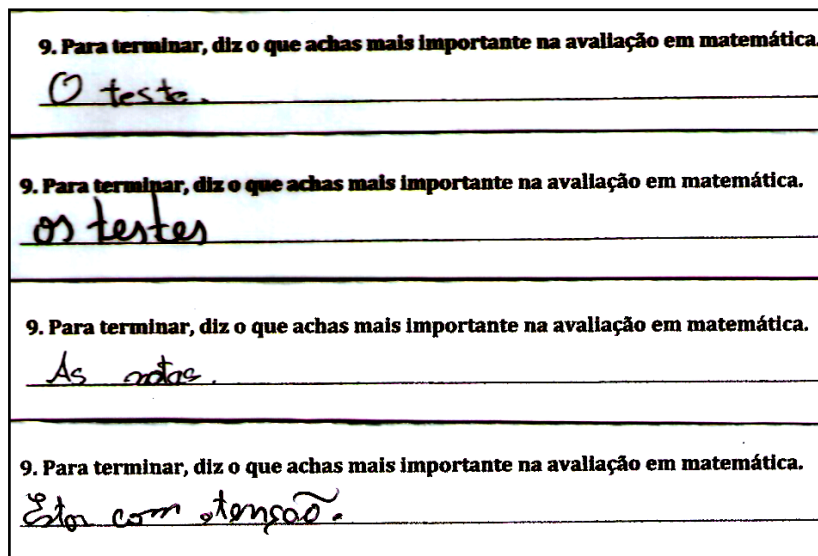 9. Para terminar, diz o que achas mais importante na avaliação em matemática.
O teste.
9. Para terminar, diz o que achas mais importante na avaliação em matemática.
os testes
9. Para terminar, diz o que achas mais importante na avaliação em matemática.
As notas.
9. Para terminar, diz o que achas mais importante na avaliação em matemática.
Estar com atenção.